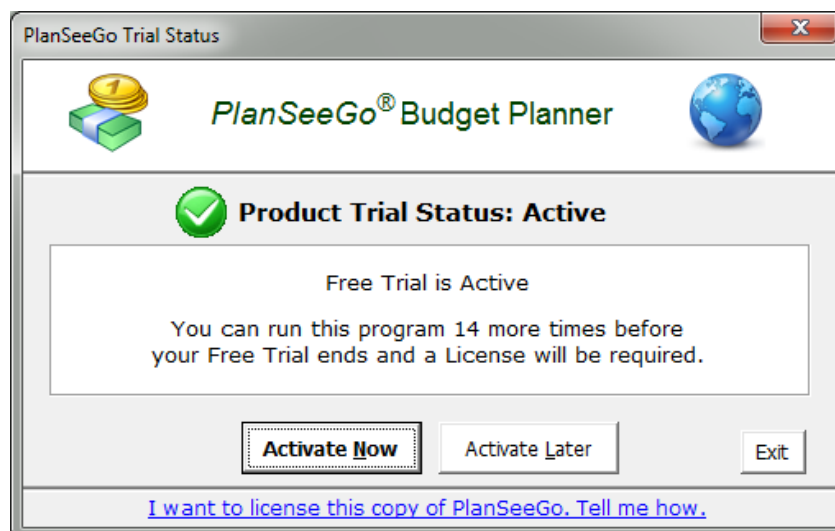 PlanSeeGo Trial Status
PlanSeeGo® Budget Planner
Product Trial Status: Active
Free Trial is Active
You can run this program 14 more times before
your Free Trial ends and a License will be required.
Activate Now
Activate Later
Exit
I want to license this copy of PlanSeeGo. Tell me how.